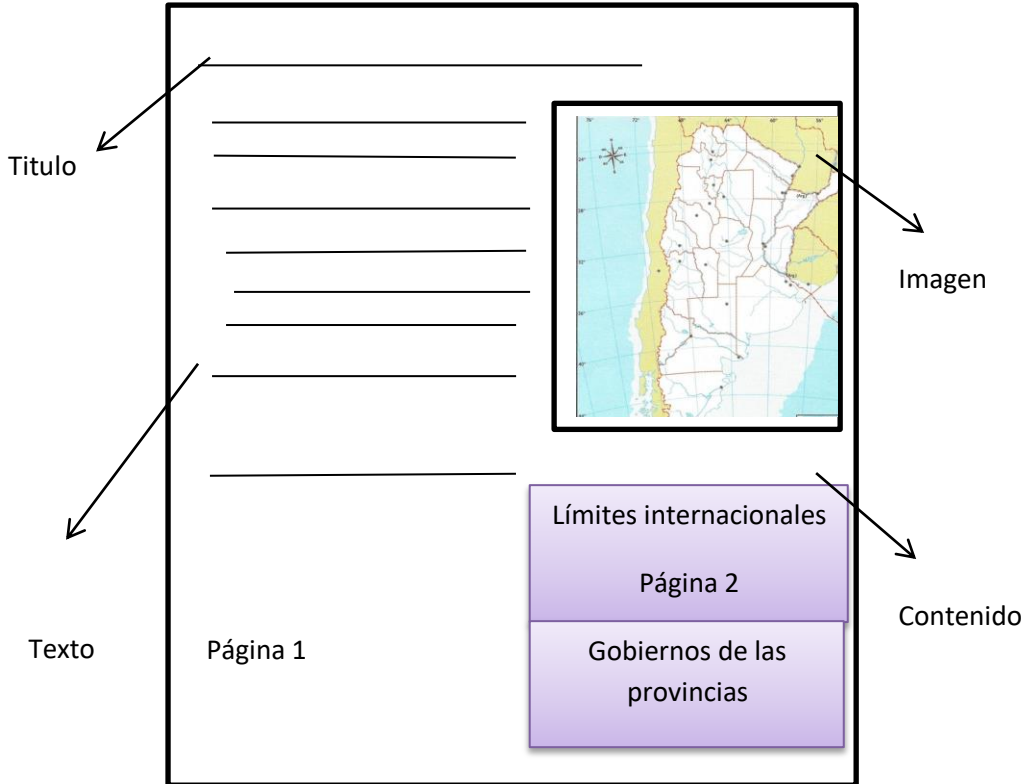 Titulo
Imagen
Límites internacionales
Página 2
Contenido
Texto
Página 1
Gobiernos de las
provincias